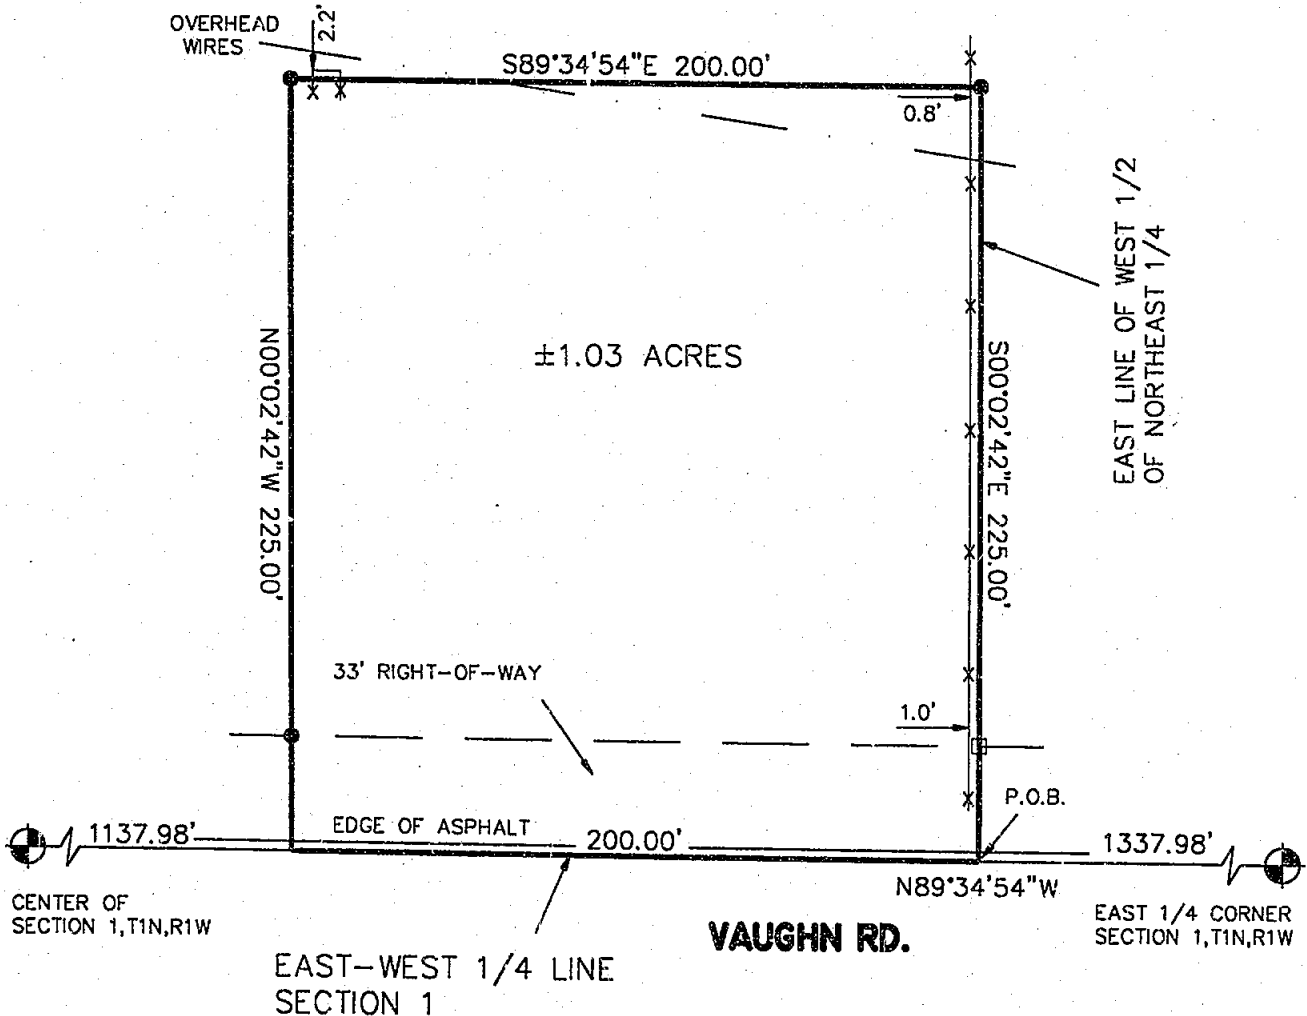 OVERHEAD
WIRES
2.2'
S89°34'54"E 200.00'
0.8'
EAST LINE OF WEST 1/2
OF NORTHEAST 1/4
N00°02'42"W 225.00'
±1.03 ACRES
S00°02'42"E 225.00'
33' RIGHT-OF-WAY
1.0'
P.O.B.
1137.98'
EDGE OF ASPHALT
200.00'
1337.98'
N89°34'54"W
CENTER OF
SECTION 1,T1N,R1W
EAST 1/4 CORNER
SECTION 1,T1N,R1W
VAUGHN RD.
EAST-WEST 1/4 LINE
SECTION 1